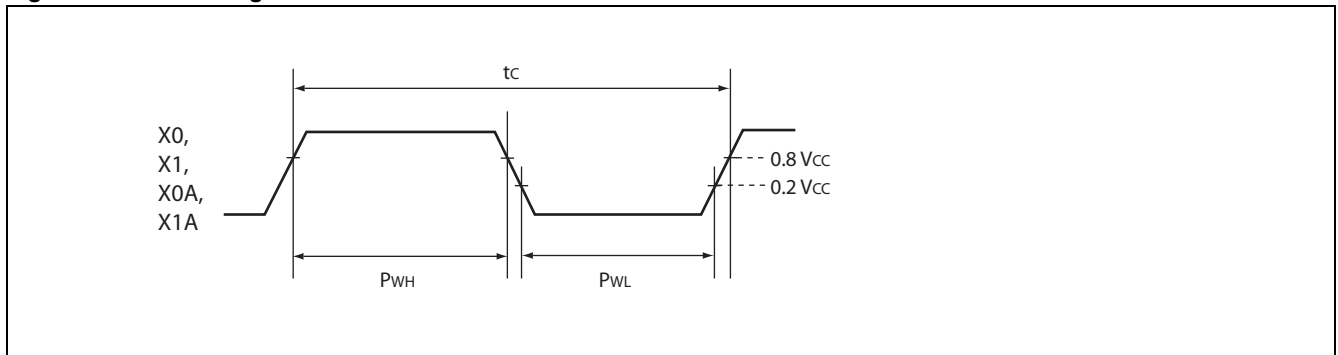 tC
X0,
X1,
X0A,
X1A
0.8 VCC
0.2 VCC
PWH
PWL